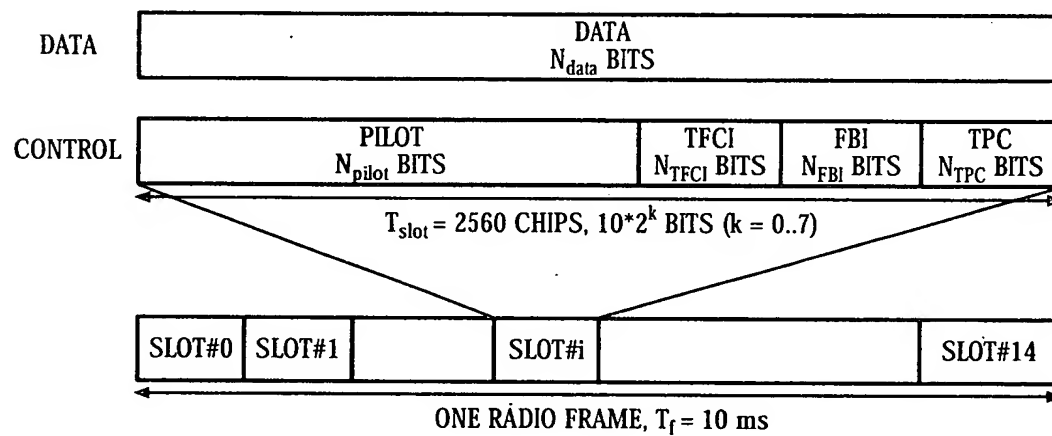 DATA
DATA
N_data BITS
CONTROL
PILOT
N_pilot BITS
TFCI
N_TFCI BITS
FBI
N_FBI BITS
TPC
N_TPC BITS
T_slot = 2560 CHIPS, 10*2^k BITS (k = 0..7)
SLOT#0
SLOT#1
SLOT#i
SLOT#14
ONE RADIO FRAME, T_f = 10 ms